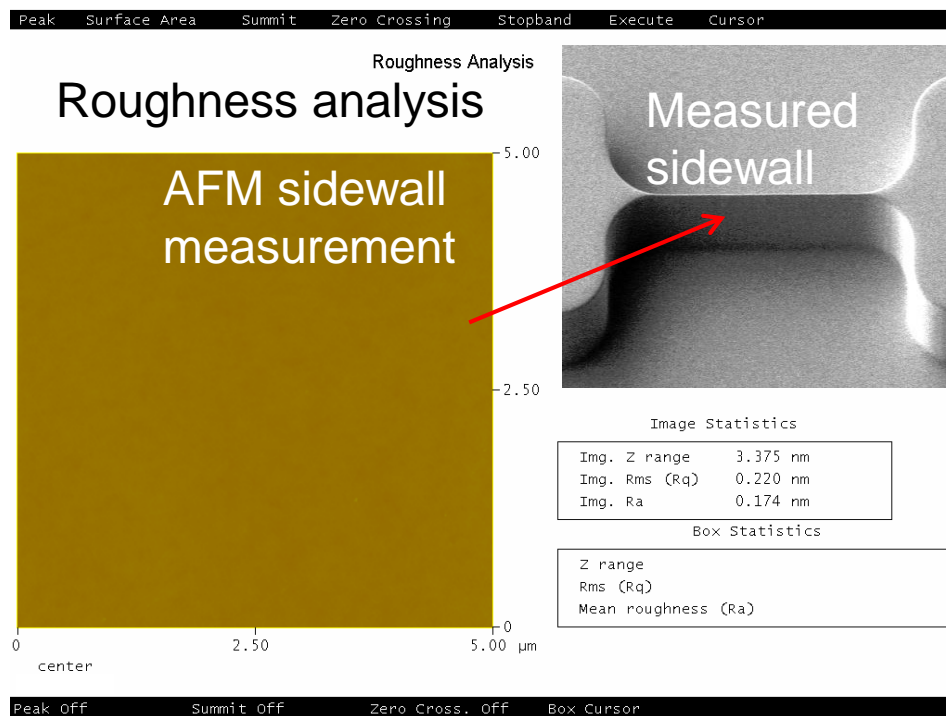 Peak Surface Area Summit Zero Crossing Stopband Execute Cursor
Roughness Analysis
Roughness analysis
AFM sidewall
measurement
5.00
2.50
0
0 2.50 5.00 μm
center
Measured
sidewall
Image Statistics
Img. Z range 3.375 nm
Img. Rms (Rq) 0.220 nm
Img. Ra 0.174 nm
Box Statistics
Z range
Rms (Rq)
Mean roughness (Ra)
Peak Off Summit Off Zero Cross. Off Box Cursor